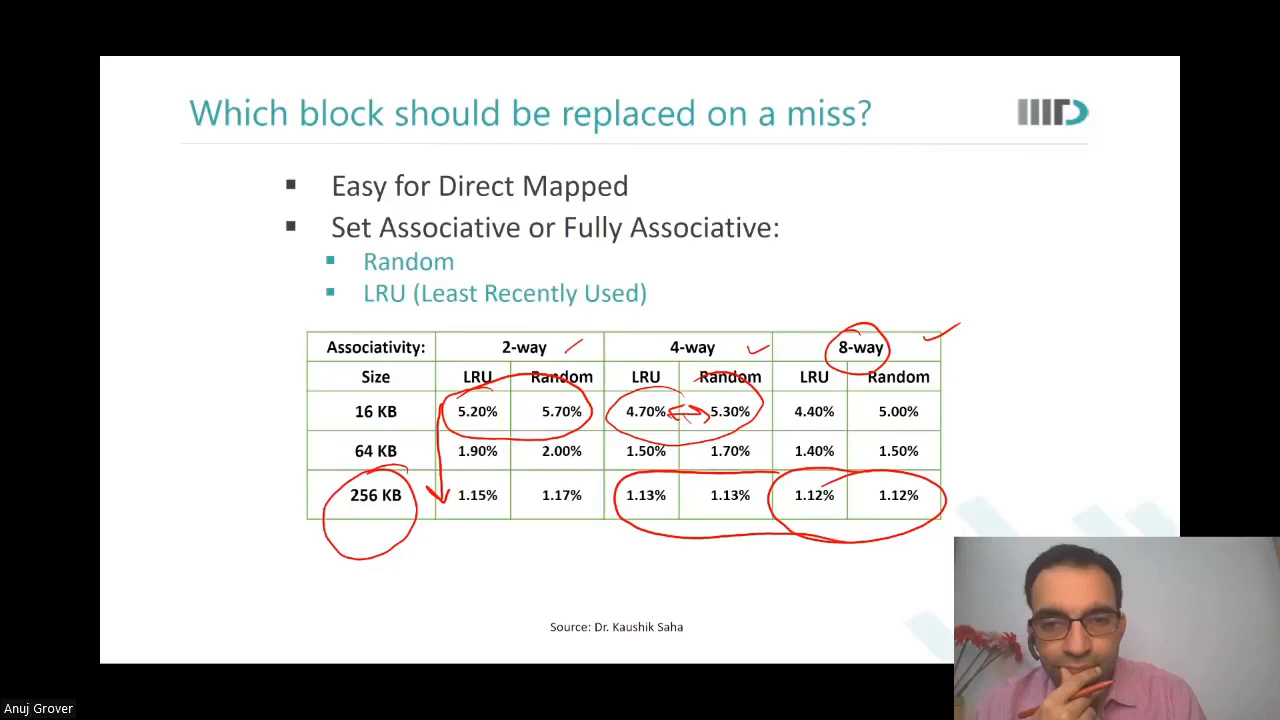 Which block should be replaced on a miss?
IIITD
▪ Easy for Direct Mapped
▪ Set Associative or Fully Associative:
▪ Random
▪ LRU (Least Recently Used)
Associativity: 2-way 4-way 8-way
Size LRU Random LRU Random LRU Random
16 KB 5.20% 5.70% 4.70% 5.30% 4.40% 5.00%
64 KB 1.90% 2.00% 1.50% 1.70% 1.40% 1.50%
256 KB 1.15% 1.17% 1.13% 1.13% 1.12% 1.12%
Source: Dr. Kaushik Saha
Anuj Grover